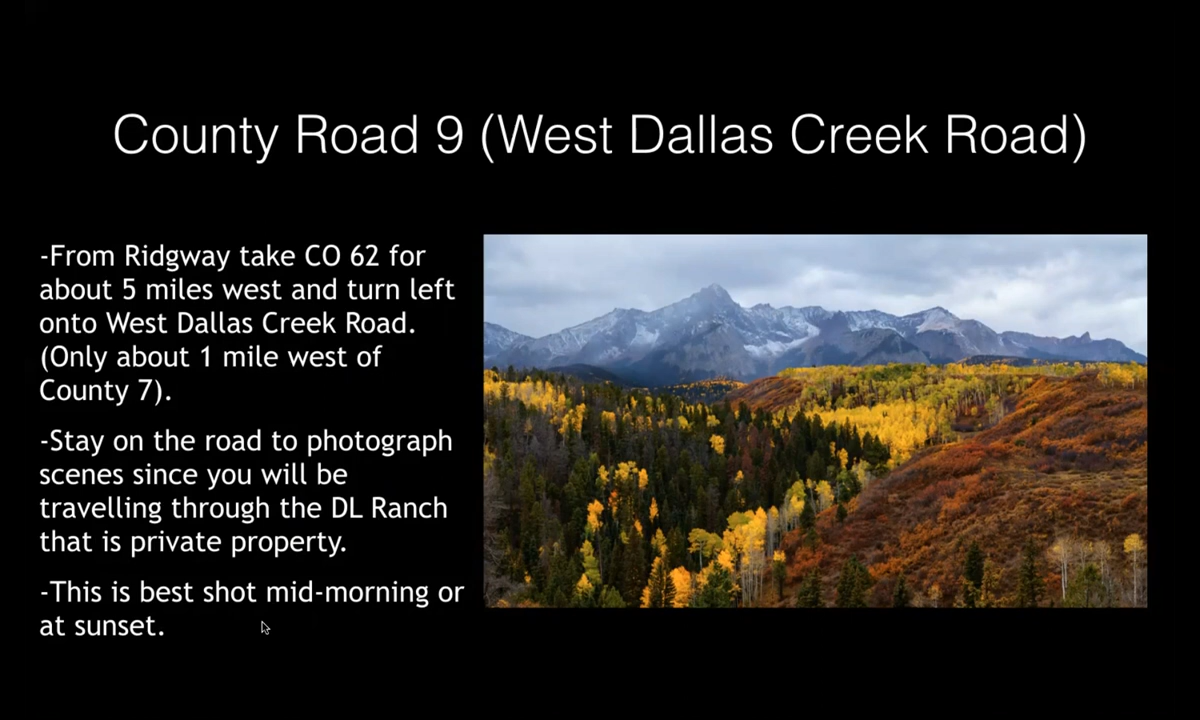 County Road 9 (West Dallas Creek Road)
-From Ridgway take CO 62 for
about 5 miles west and turn left
onto West Dallas Creek Road.
(Only about 1 mile west of
County 7).
-Stay on the road to photograph
scenes since you will be
travelling through the DL Ranch
that is private property.
-This is best shot mid-morning or
at sunset.